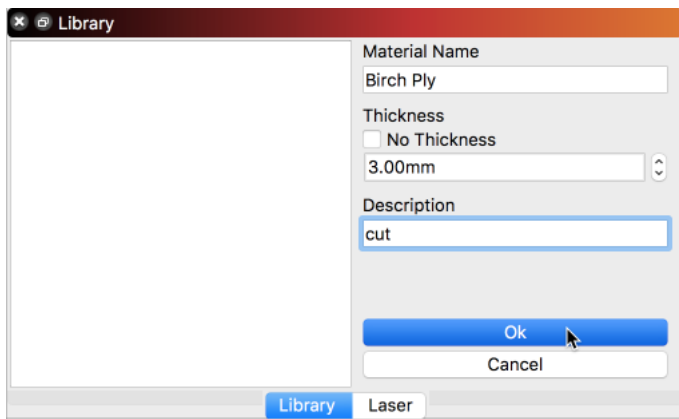 Library
Material Name
Birch Ply
Thickness
No Thickness
3.00mm
Description
cut
Ok
Cancel
Library
Laser